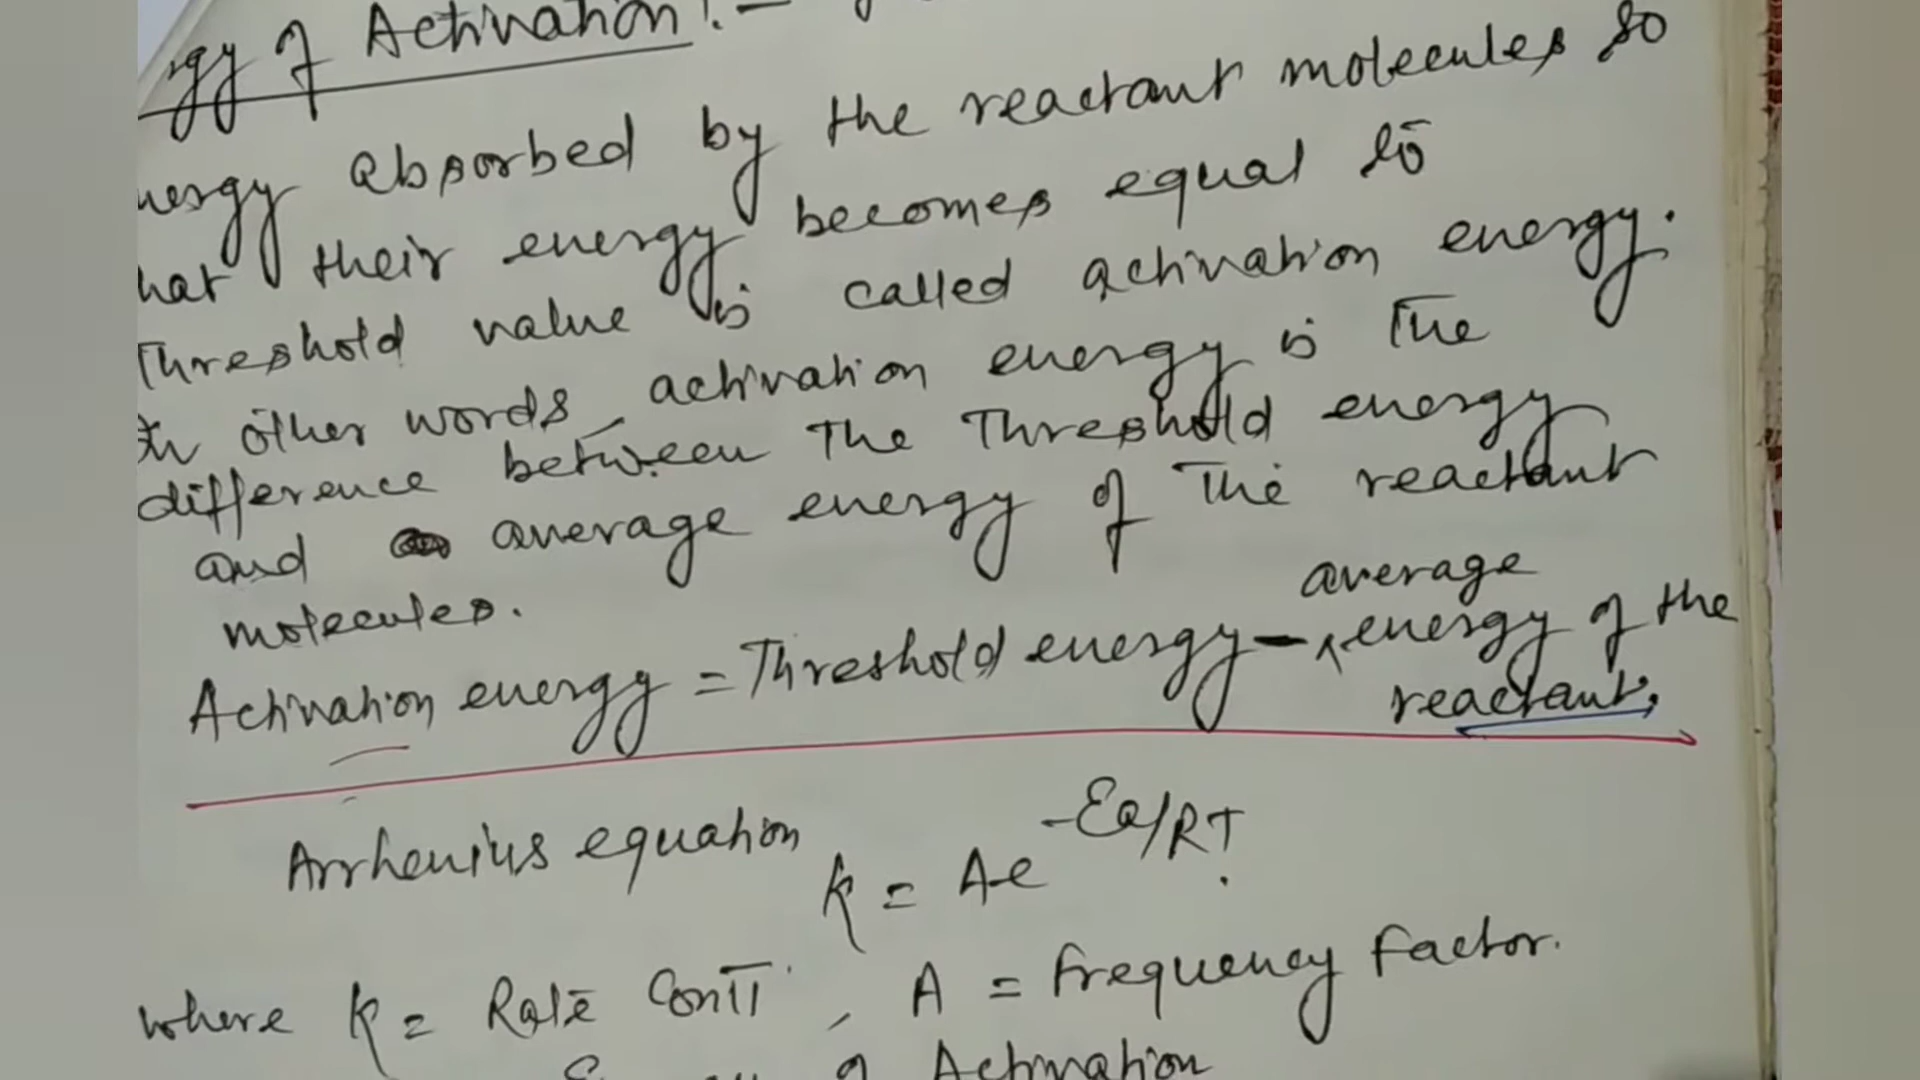 rgy of Activation :-
nergy absorbed by the reactant molecules so
hat their energy becomes equal to
Threshold value is called activation energy.
In other words, activation energy is the
difference between the Threshold energy
and average energy of the reactant
molecules.
Activation energy = Threshold energy - average energy of the
reactant.
Arrhenius equation
k = Ae^{-Ea/RT}.
where k = Rate Contt., A = frequency factor.
of Activation